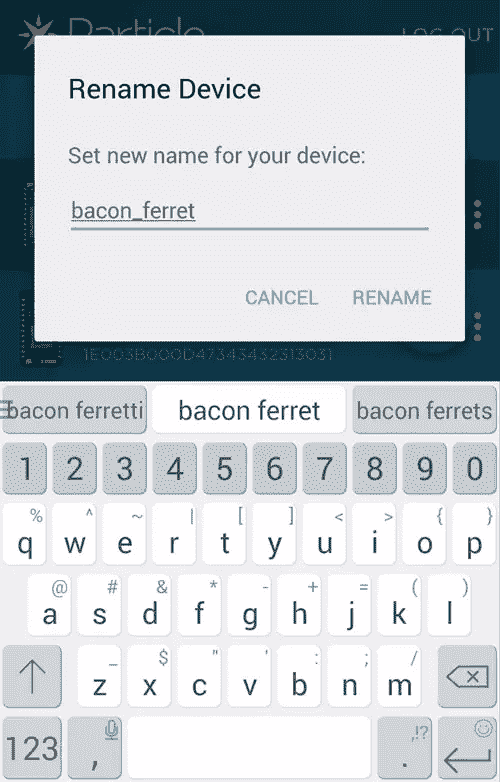 Particle
LOG OUT
Rename Device
Set new name for your device:
bacon_ferret
CANCEL RENAME
1E003B000D47343432313031
bacon ferretti bacon ferret bacon ferrets
1 2 3 4 5 6 7 8 9 0
% ^ ~ | [ ] < > { }
q w e r t y u i o p
@ # & * - + = ( )
a s d f g h j k l
_ $ " ' : ; /
z x c v b n m
,!?
123 , .